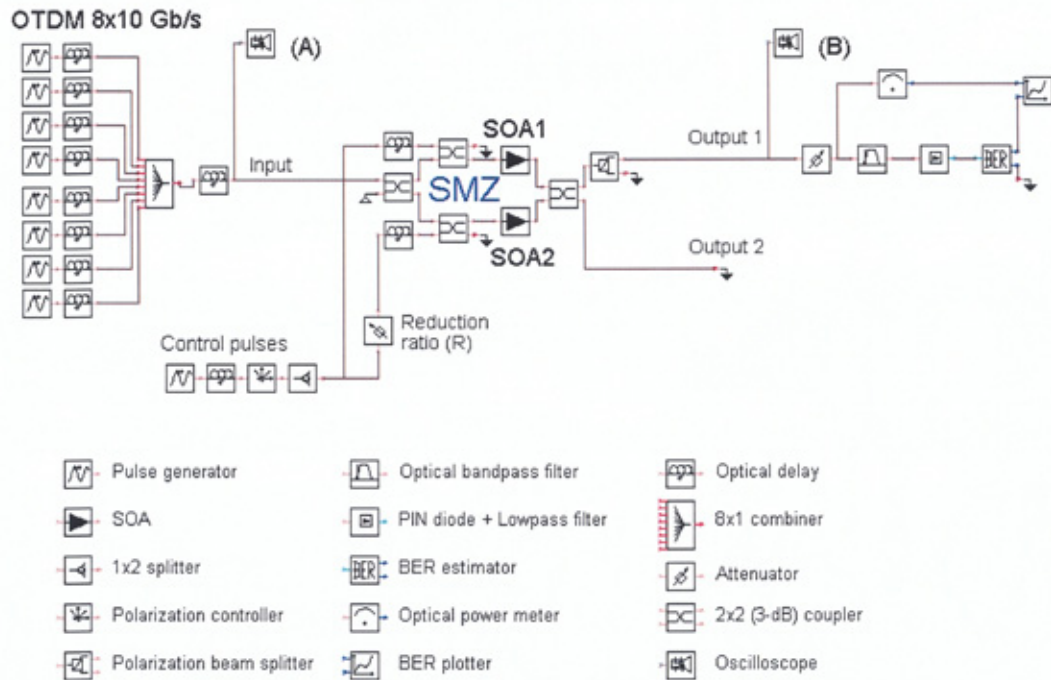 OTDM 8x10 Gb/s
(A)
(B)
Input
SOA1
SMZ
SOA2
Output 1
Output 2
BER
Reduction
ratio (R)
Control pulses
Pulse generator
Optical bandpass filter
Optical delay
SOA
PIN diode + Lowpass filter
8x1 combiner
1x2 splitter
BER
BER estimator
Attenuator
Polarization controller
Optical power meter
2x2 (3-dB) coupler
Polarization beam splitter
BER plotter
Oscilloscope